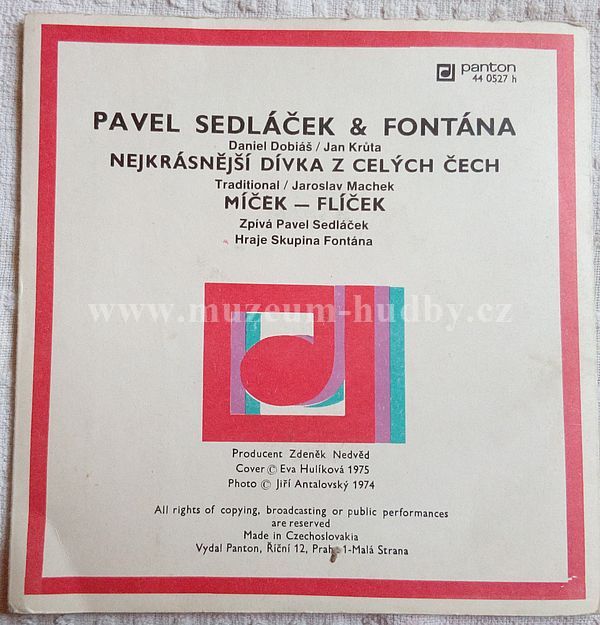 panton
44 0527 h
PAVEL SEDLÁČEK & FONTÁNA
Daniel Dobiáš / Jan Krůta
NEJKRÁSNĚJŠÍ DÍVKA Z CELÝCH ČECH
Traditional / Jaroslav Machek
MÍČEK — FLÍČEK
Zpívá Pavel Sedláček
Hraje Skupina Fontána
www.muzeum-hudby.cz
Producent Zdeněk Nedvěd
Cover © Eva Hulíková 1975
Photo © Jiří Antalovský 1974
All rights of copying, broadcasting or public performances
are reserved
Made in Czechoslovakia
Vydal Panton, Říční 12, Praha 1-Malá Strana